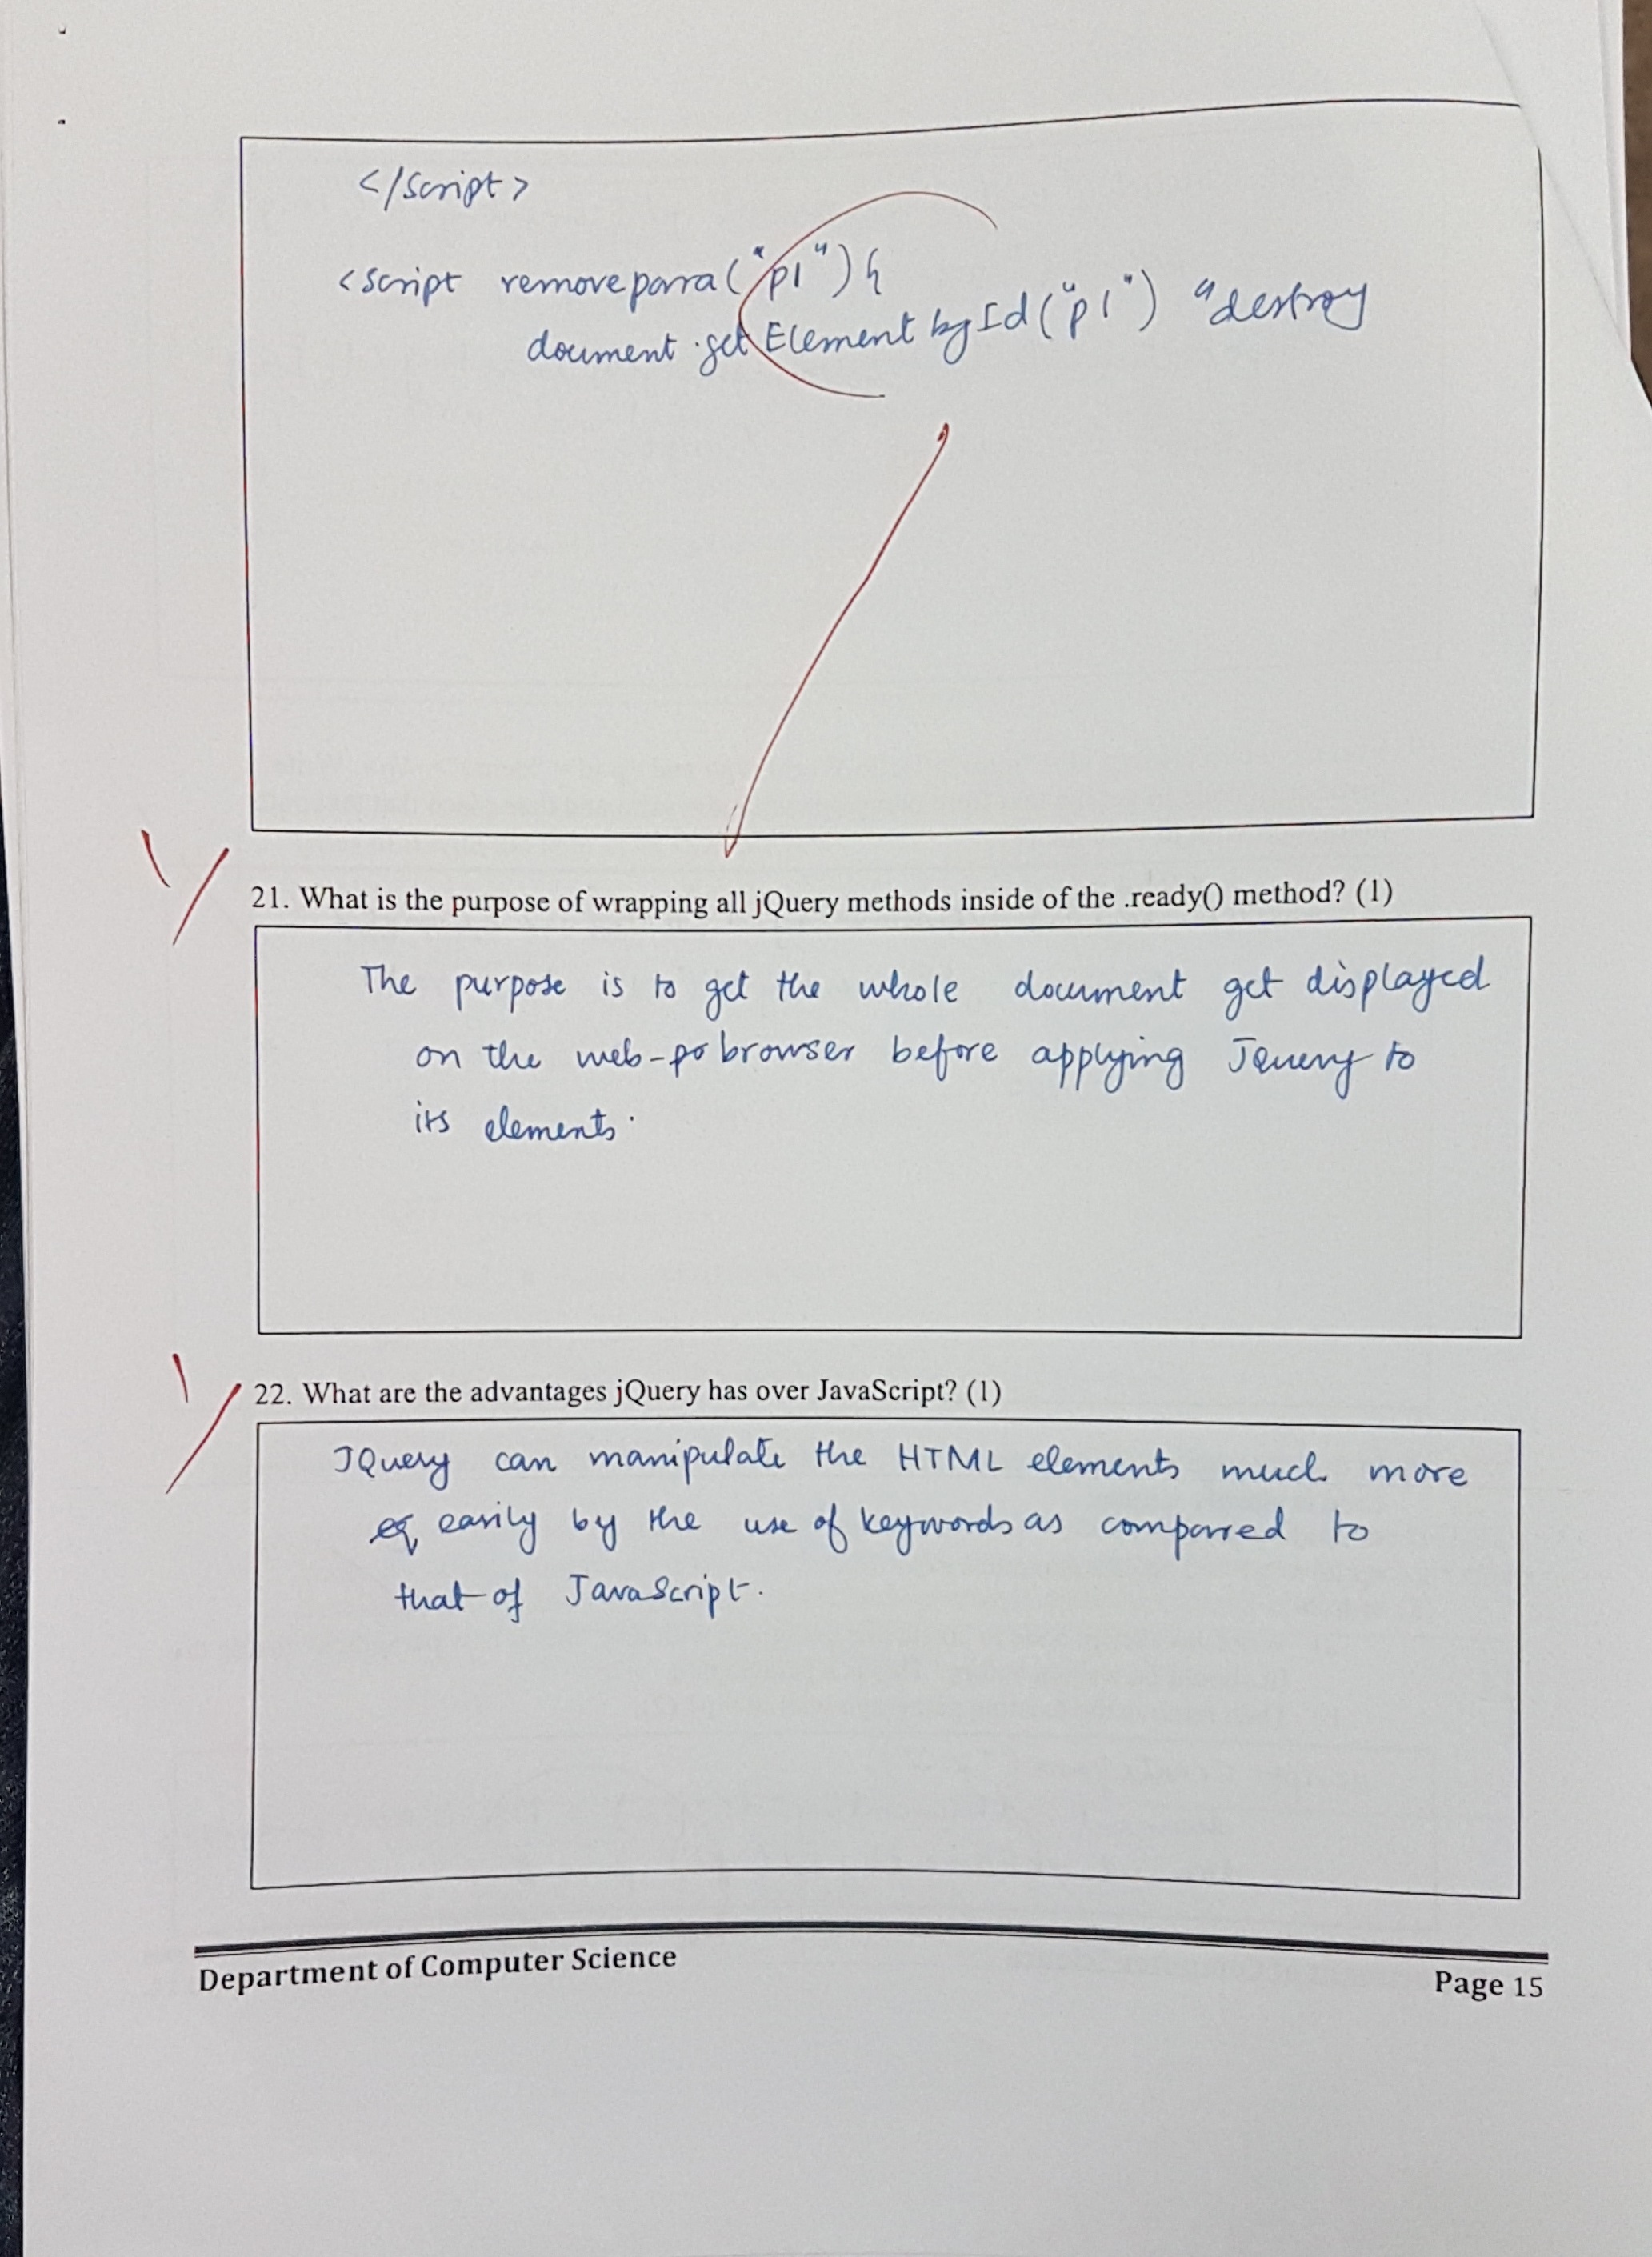 </script>
<script removepara("p1"){
document.getElementbyId("p1") "destroy
21. What is the purpose of wrapping all jQuery methods inside of the .ready() method? (1)
The purpose is to get the whole document get displayed
on the web-po browser before applying Jquery to
its elements.
22. What are the advantages jQuery has over JavaScript? (1)
JQuery can manipulate the HTML elements much more
easily by the use of keywords as compared to
that of JavaScript.
Department of Computer Science
Page 15